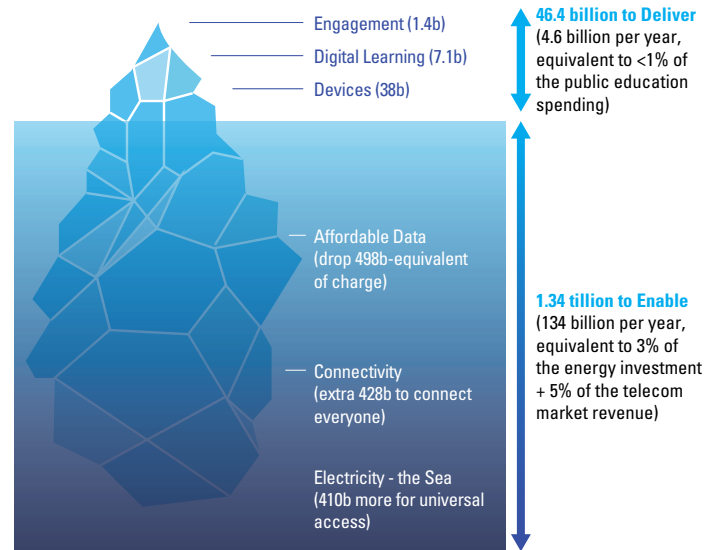 Engagement (1.4b)
Digital Learning (7.1b)
Devices (38b)
46.4 billion to Deliver
(4.6 billion per year,
equivalent to <1% of
the public education
spending)
Affordable Data
(drop 498b-equivalent
of charge)
Connectivity
(extra 428b to connect
everyone)
Electricity - the Sea
(410b more for universal
access)
1.34 tillion to Enable
(134 billion per year,
equivalent to 3% of
the energy investment
+ 5% of the telecom
market revenue)